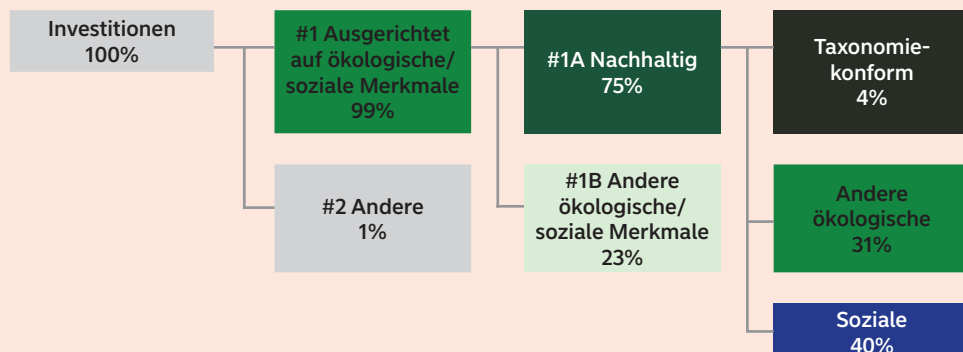 Investitionen
100%
#1 Ausgerichtet
auf ökologische/
soziale Merkmale
99%
#2 Andere
1%
#1A Nachhaltig
75%
#1B Andere
ökologische/
soziale Merkmale
23%
Taxonomie-
konform
4%
Andere
ökologische
31%
Soziale
40%